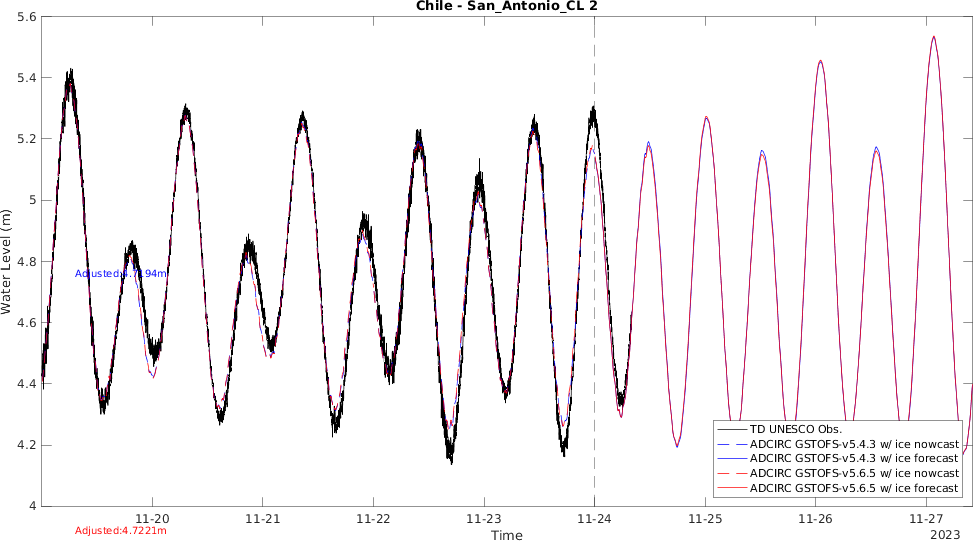 Chile - San_Antonio_CL 2
Water Level (m)
5.6
5.4
5.2
5
4.8
4.6
4.4
4.2
4
TD UNESCO Obs.
ADCIRC GSTOFS-v5.4.3 w/ ice nowcast
ADCIRC GSTOFS-v5.4.3 w/ ice forecast
ADCIRC GSTOFS-v5.6.5 w/ ice nowcast
ADCIRC GSTOFS-v5.6.5 w/ ice forecast
11-20
11-21
11-22
11-23
11-24
11-25
11-26
11-27
Adjusted:4.7221m
Time
2023